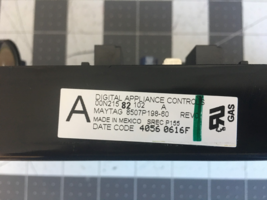 A
DIGITAL APPLIANCE CONTROLS
00N215 82 102 A
MAYTAG 8507P198-60 REV
MADE IN MEXICO SREC P155
DATE CODE 4056 0616F
GAS